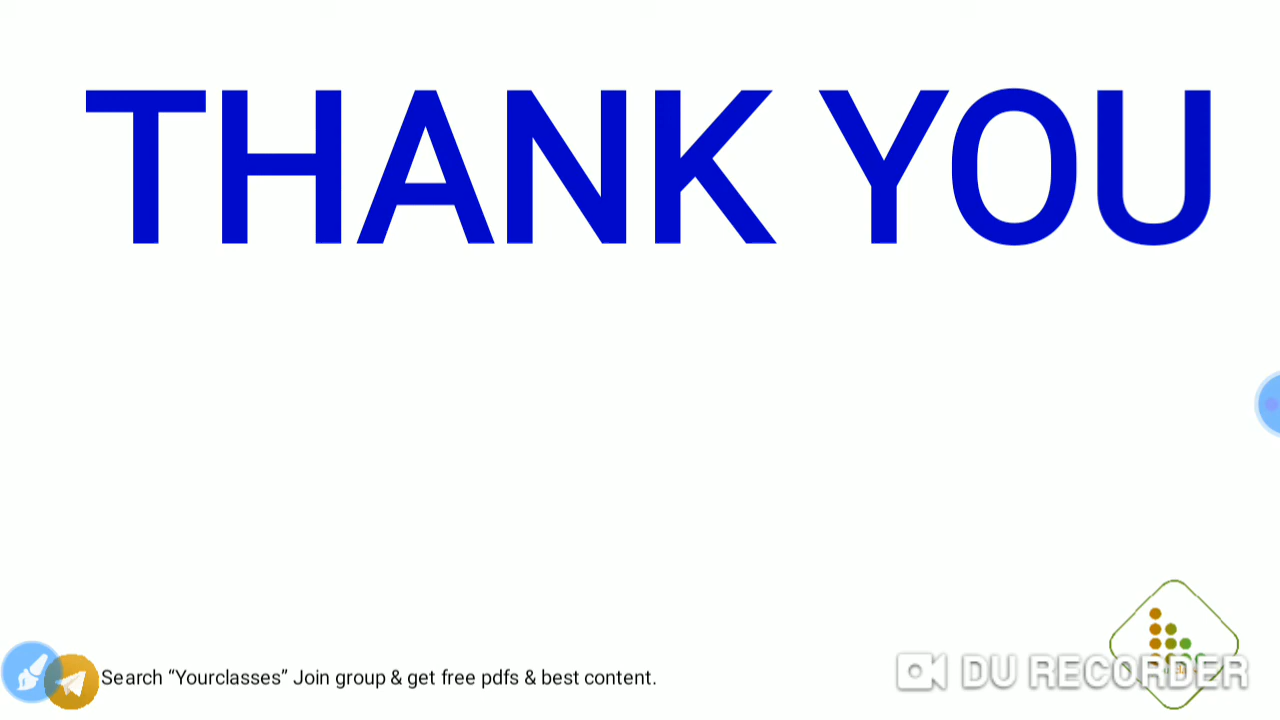 THANK YOU
Search “Yourclasses” Join group & get free pdfs & best content.
DU RECORDER